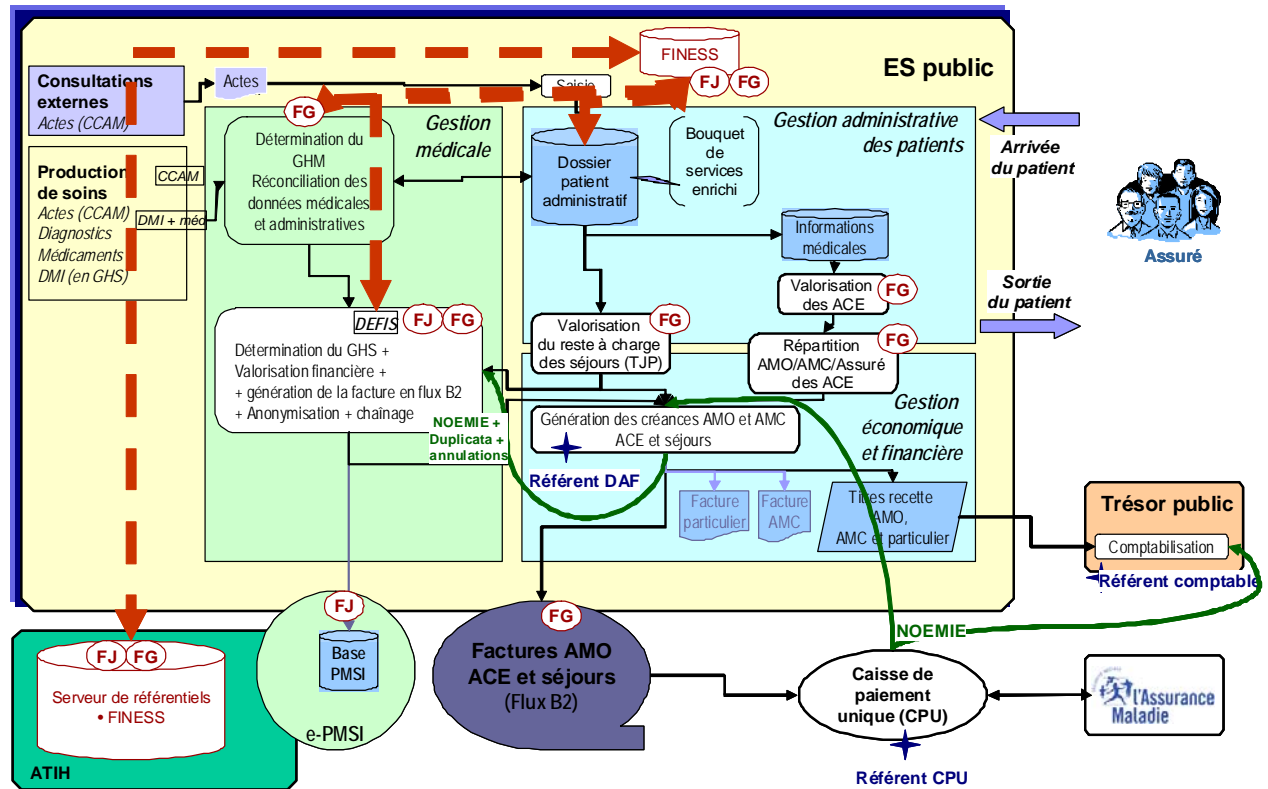 ES public
FINESS
FJ
FG
Consultations
externes
Actes (CCAM)
Actes
Saisie
Production
de soins
Actes (CCAM)
Diagnostics
Médicaments
DMI (en GHS)
CCAM
DMI + méd
FG
Gestion
médicale
Détermination du
GHM
Réconciliation des
données médicales
et administratives
DEFIS
FJ
FG
Détermination du GHS +
Valorisation financière +
+ génération de la facture en flux B2
+ Anonymisation + chaînage
Gestion administrative
des patients
Dossier
patient
administratif
Bouquet
de
services
enrichi
Informations
médicales
Valorisation
des ACE
FG
Valorisation
du reste à charge
des séjours (TJP)
FG
Répartition
AMO/AMC/Assuré
des ACE
FG
Gestion
économique
et financière
Génération des créances AMO et AMC
ACE et séjours
NOEMIE +
Duplicata +
annulations
Référent DAF
Facture
particulier
Facture
AMC
Titres recette
AMO,
AMC et particulier
Arrivée
du patient
Assuré
Sortie
du patient
Trésor public
Comptabilisation
Référent comptable
NOEMIE
FJ
FG
Serveur de référentiels
• FINESS
ATIH
FJ
Base
PMSI
e-PMSI
FG
Factures AMO
ACE et séjours
(Flux B2)
Caisse de
paiement
unique (CPU)
Référent CPU
l'Assurance
Maladie